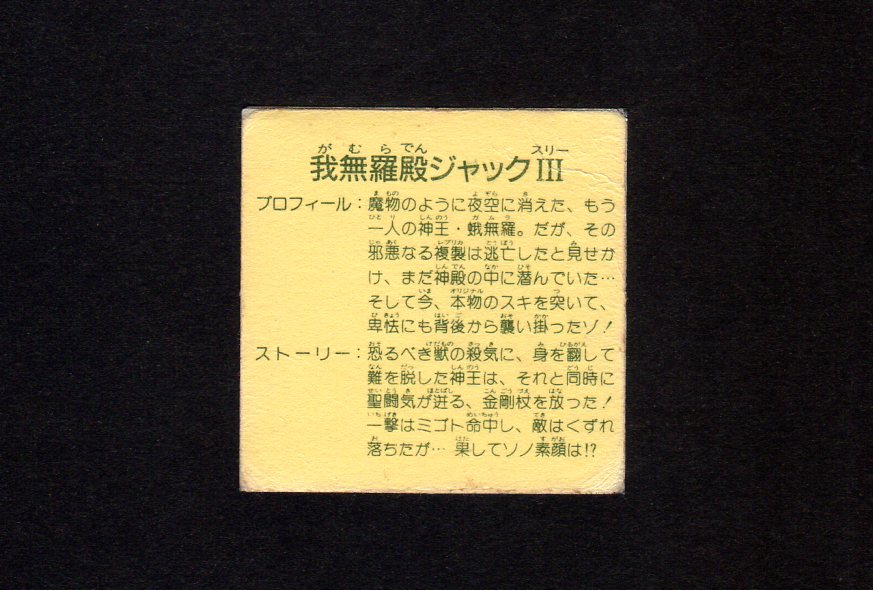 我無羅殿ジャックIII
プロフィール：魔物のように夜空に消えた、もう
一人の神王・蛾無羅。だが、その
邪悪なる複製は逃亡したと見せか
け、まだ神殿の中に潜んでいた…
そして今、本物のスキを突いて、
卑怯にも背後から襲い掛ったゾ！
ストーリー：恐るべき獣の殺気に、身を翻して
難を脱した神王は、それと同時に
聖闘気が迸る、金剛杖を放った！
一撃はミゴト命中し、敵はくずれ
落ちたが… 果してソノ素顔は!?